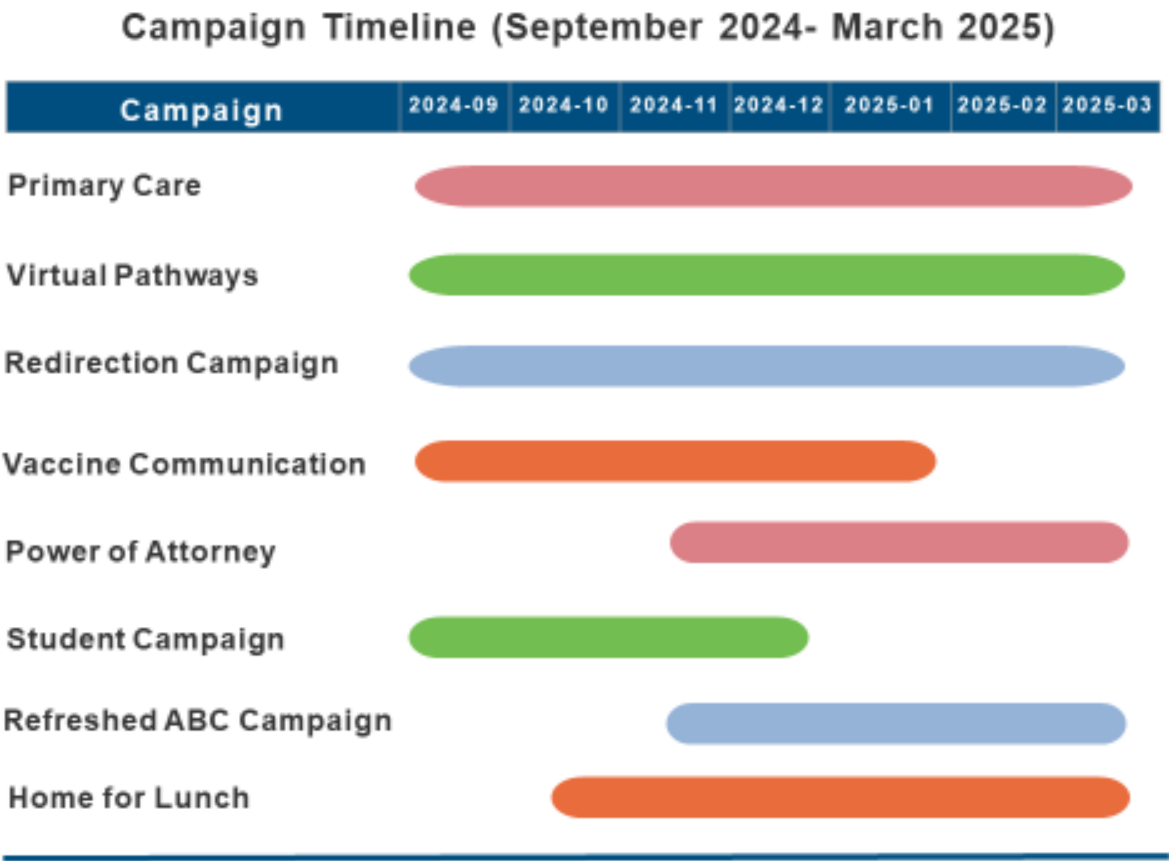 Campaign Timeline (September 2024- March 2025)
Campaign 2024-09 2024-10 2024-11 2024-12 2025-01 2025-02 2025-03
Primary Care
Virtual Pathways
Redirection Campaign
Vaccine Communication
Power of Attorney
Student Campaign
Refreshed ABC Campaign
Home for Lunch